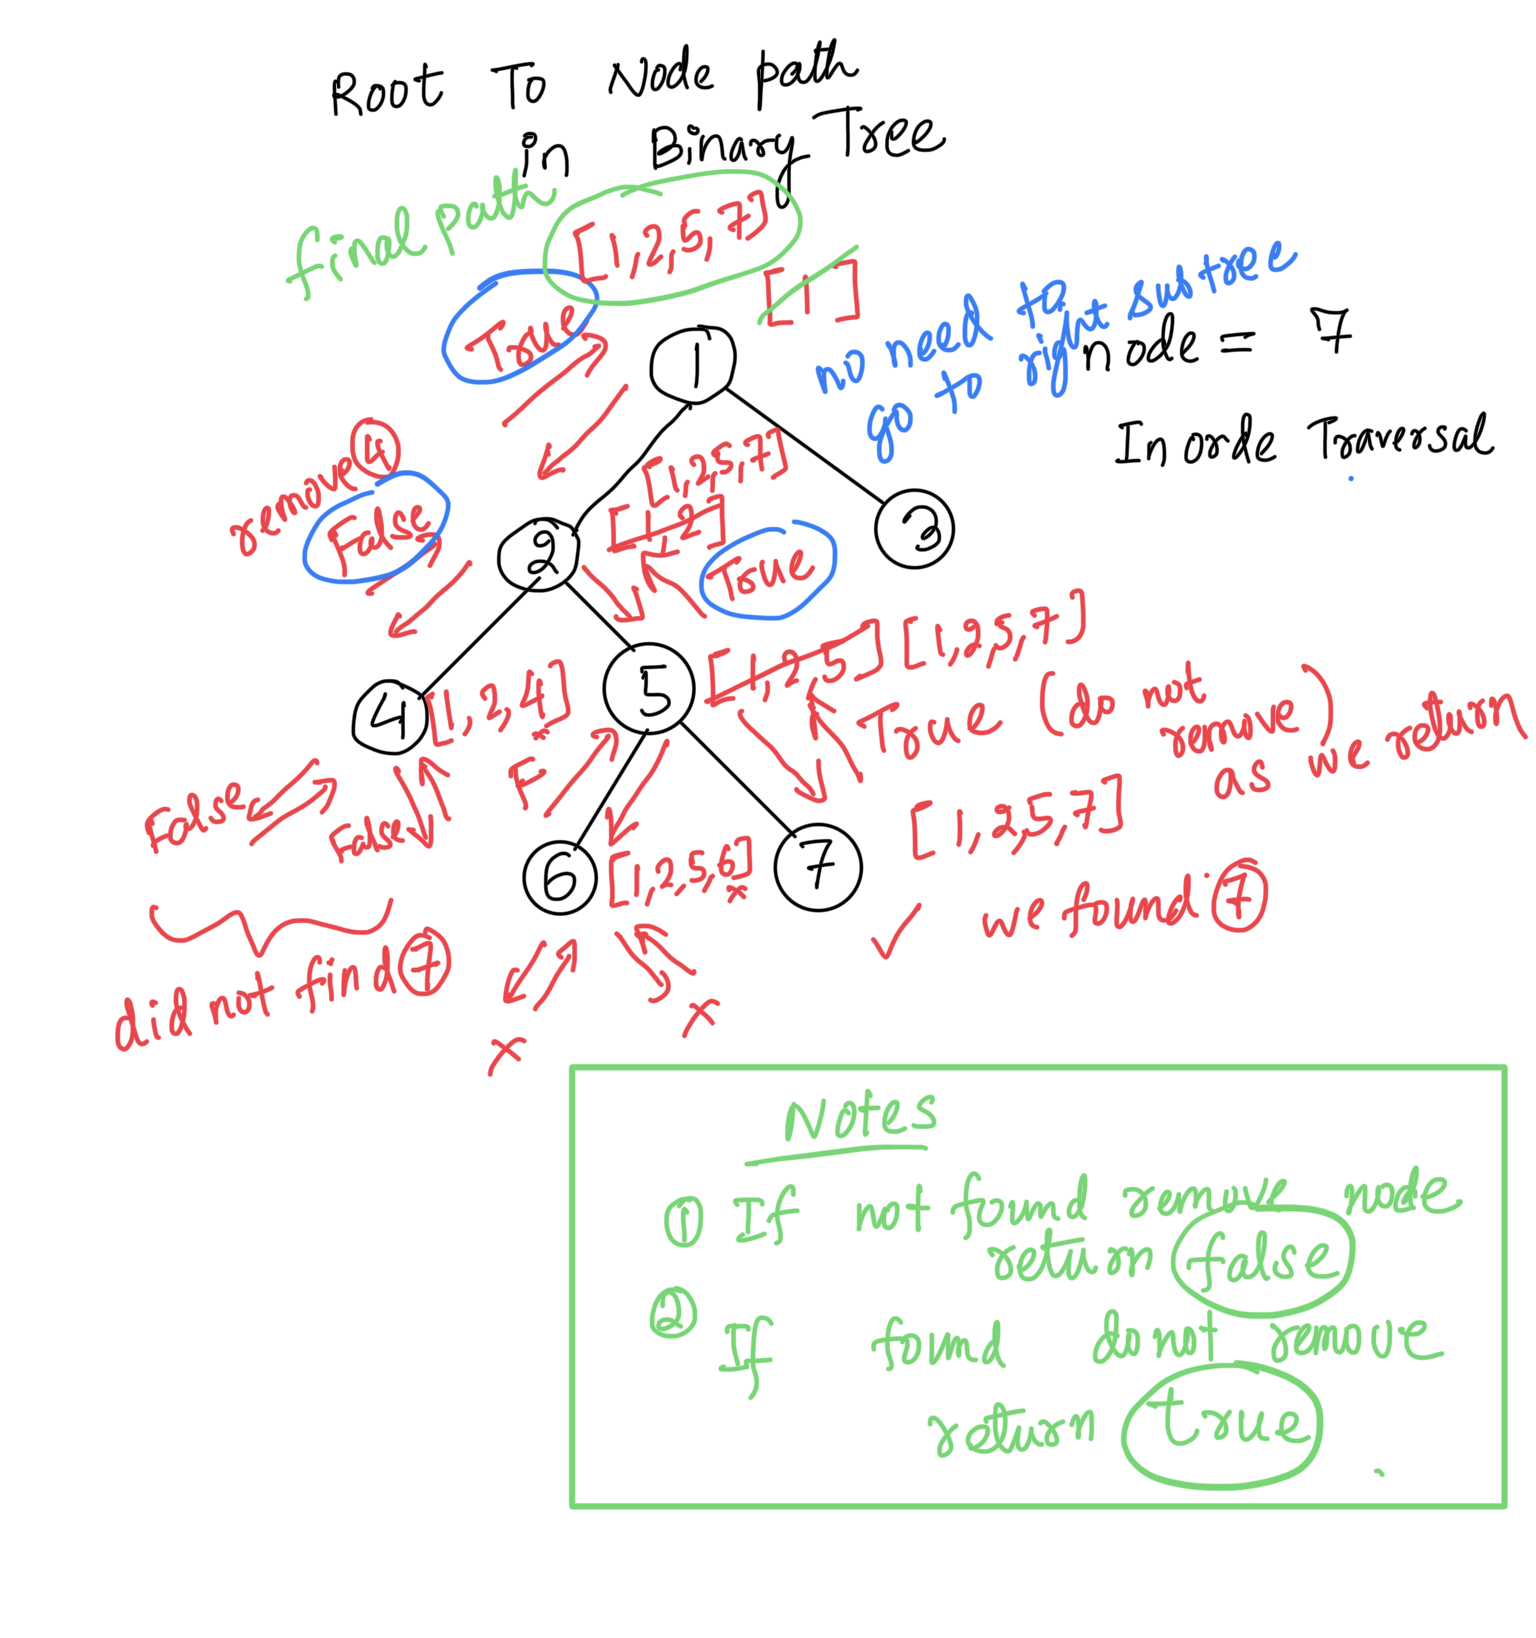 Root To Node path
in Binary Tree
final path
[1,2,5,7]
[1]
True
no need to
go to right subtree
node = 7
Inorde Traversal
1
remove 4
False
[1,2,5,7]
[1,2]
True
2
3
[1,2,5] [1,2,5,7]
True (do not
remove)
as we return
4
[1,2,4]
x
5
F
False
False
[1,2,5,7]
6
[1,2,5,6]
x
7
we found 7
did not find 7
x
x
Notes
① If not found remove node
return false
② If found do not remove
return true